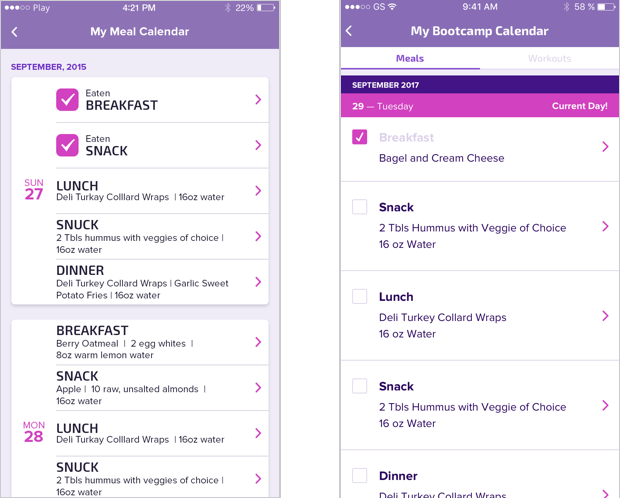 Play 4:21 PM 22%
My Meal Calendar
SEPTEMBER, 2015
Eaten
BREAKFAST
Eaten
SNACK
SUN
27
LUNCH
Deli Turkay Colllard Wraps | 16oz water
SNUCK
2 Tbls hummus with veggies of choice |
16oz water
DINNER
Deli Turkey Collard Wraps | Garlic Sweet
Potato Fries | 16oz water
BREAKFAST
Berry Oatmeal | 2 egg whites |
8oz warm lemon water
SNACK
Apple | 10 raw, unsalted almonds |
16oz water
MON
28
LUNCH
Deli Turkay Colllard Wraps | 16oz water
SNUCK
2 Tbls hummus with veggies of choice |
16oz water
GS 9:41 AM 58 %
My Bootcamp Calendar
Meals Workouts
SEPTEMBER 2017
29 — Tuesday Current Day!
Breakfast
Bagel and Cream Cheese
Snack
2 Tbls Hummus with Veggie of Choice
16 oz Water
Lunch
Deli Turkey Collard Wraps
16 oz Water
Snack
2 Tbls Hummus with Veggie of Choice
16 oz Water
Dinner
Deli Turkey Collard Wraps